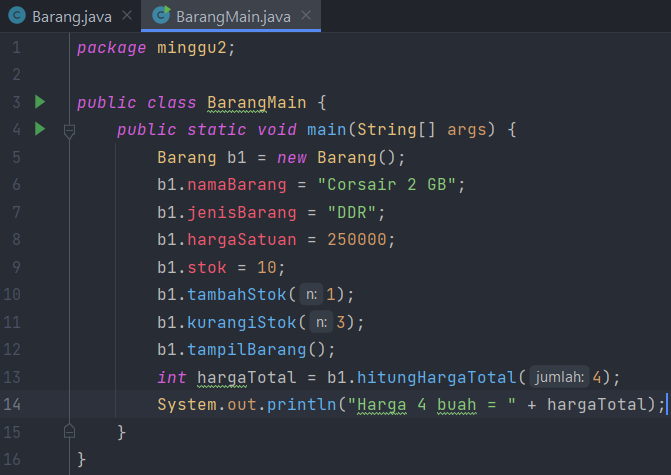 Barang.java × BarangMain.java ×
1 package minggu2;
2
3 public class BarangMain {
4 public static void main(String[] args) {
5 Barang b1 = new Barang();
6 b1.namaBarang = "Corsair 2 GB";
7 b1.jenisBarang = "DDR";
8 b1.hargaSatuan = 250000;
9 b1.stok = 10;
10 b1.tambahStok( n: 1);
11 b1.kurangiStok( n: 3);
12 b1.tampilBarang();
13 int hargaTotal = b1.hitungHargaTotal( jumlah: 4);
14 System.out.println("Harga 4 buah = " + hargaTotal);
15 }
16 }